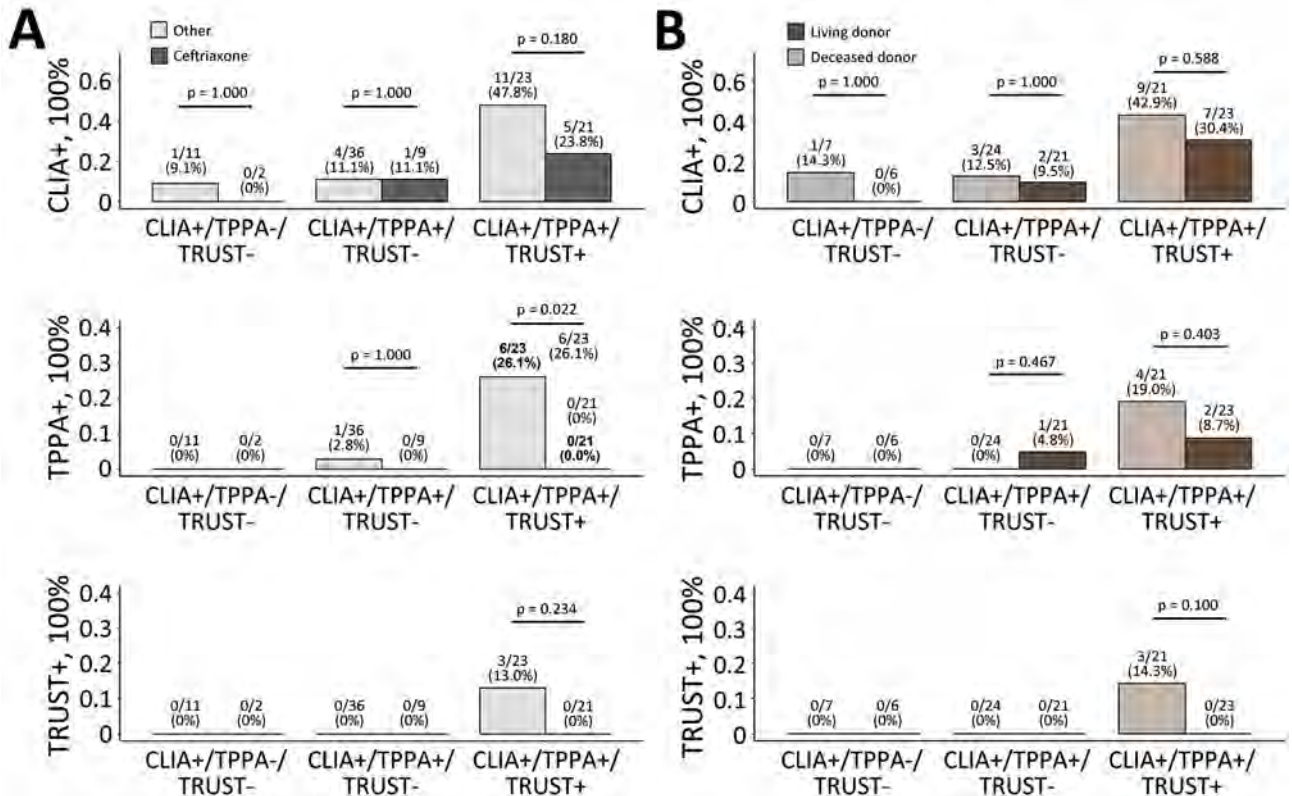 A
Other
Ceftriaxone
CLIA+, 100%
0.6
0.4
0.2
0
p = 1.000
1/11
(9.1%)
0/2
(0%)
p = 1.000
4/36
(11.1%)
1/9
(11.1%)
p = 0.180
11/23
(47.8%)
5/21
(23.8%)
CLIA+/TPPA-/
TRUST-
CLIA+/TPPA+/
TRUST-
CLIA+/TPPA+/
TRUST+
TPPA+, 100%
0.4
0.3
0.2
0.1
0
0/11
(0%)
0/2
(0%)
p = 1.000
1/36
(2.8%)
0/9
(0%)
p = 0.022
6/23
(26.1%)
6/23
(26.1%)
0/21
(0%)
0/21
(0.0%)
CLIA+/TPPA-/
TRUST-
CLIA+/TPPA+/
TRUST-
CLIA+/TPPA+/
TRUST+
TRUST+, 100%
0.4
0.3
0.2
0.1
0
0/11
(0%)
0/2
(0%)
0/36
(0%)
0/9
(0%)
p = 0.234
3/23
(13.0%)
0/21
(0%)
CLIA+/TPPA-/
TRUST-
CLIA+/TPPA+/
TRUST-
CLIA+/TPPA+/
TRUST+
B
Living donor
Deceased donor
CLIA+, 100%
0.6
0.4
0.2
0
p = 1.000
1/7
(14.3%)
0/6
(0%)
p = 1.000
3/24
(12.5%)
2/21
(9.5%)
p = 0.588
9/21
(42.9%)
7/23
(30.4%)
CLIA+/TPPA-/
TRUST-
CLIA+/TPPA+/
TRUST-
CLIA+/TPPA+/
TRUST+
TPPA+, 100%
0.4
0.3
0.2
0.1
0
0/7
(0%)
0/6
(0%)
p = 0.467
0/24
(0%)
1/21
(4.8%)
p = 0.403
4/21
(19.0%)
2/23
(8.7%)
CLIA+/TPPA-/
TRUST-
CLIA+/TPPA+/
TRUST-
CLIA+/TPPA+/
TRUST+
TRUST+, 100%
0.4
0.3
0.2
0.1
0
0/7
(0%)
0/6
(0%)
0/24
(0%)
0/21
(0%)
p = 0.100
3/21
(14.3%)
0/23
(0%)
CLIA+/TPPA-/
TRUST-
CLIA+/TPPA+/
TRUST-
CLIA+/TPPA+/
TRUST+